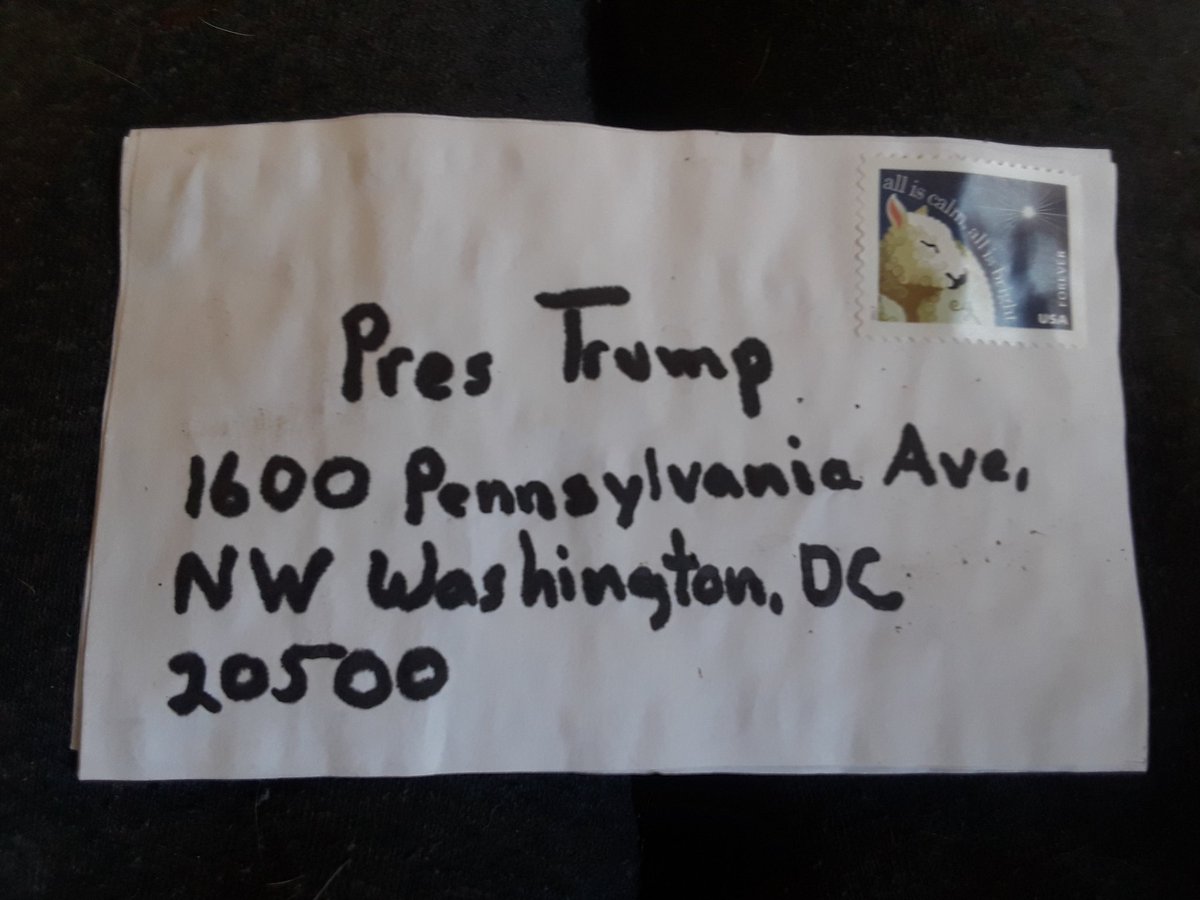 all is calm, all is bright
FOREVER
USA
Pres Trump
1600 Pennsylvania Ave,
NW Washington, DC
20500